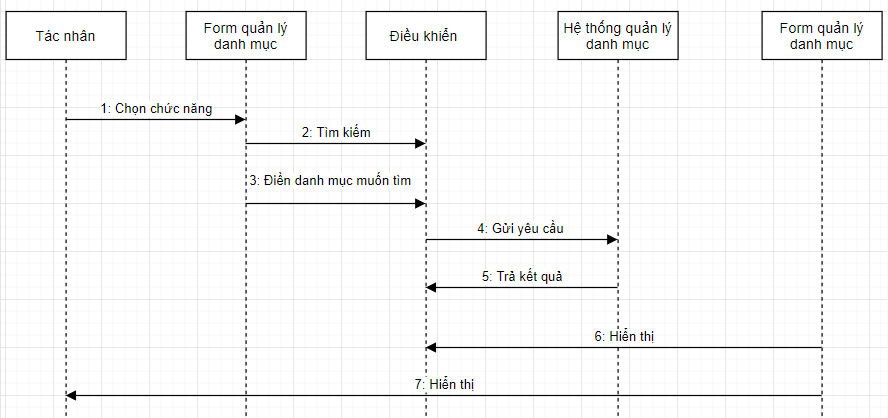 Tác nhân
Form quản lý
danh mục
Điều khiển
Hệ thống quản lý
danh mục
Form quản lý
danh mục
1: Chọn chức năng
2: Tìm kiếm
3: Điền danh mục muốn tìm
4: Gửi yêu cầu
5: Trả kết quả
6: Hiển thị
7: Hiển thị